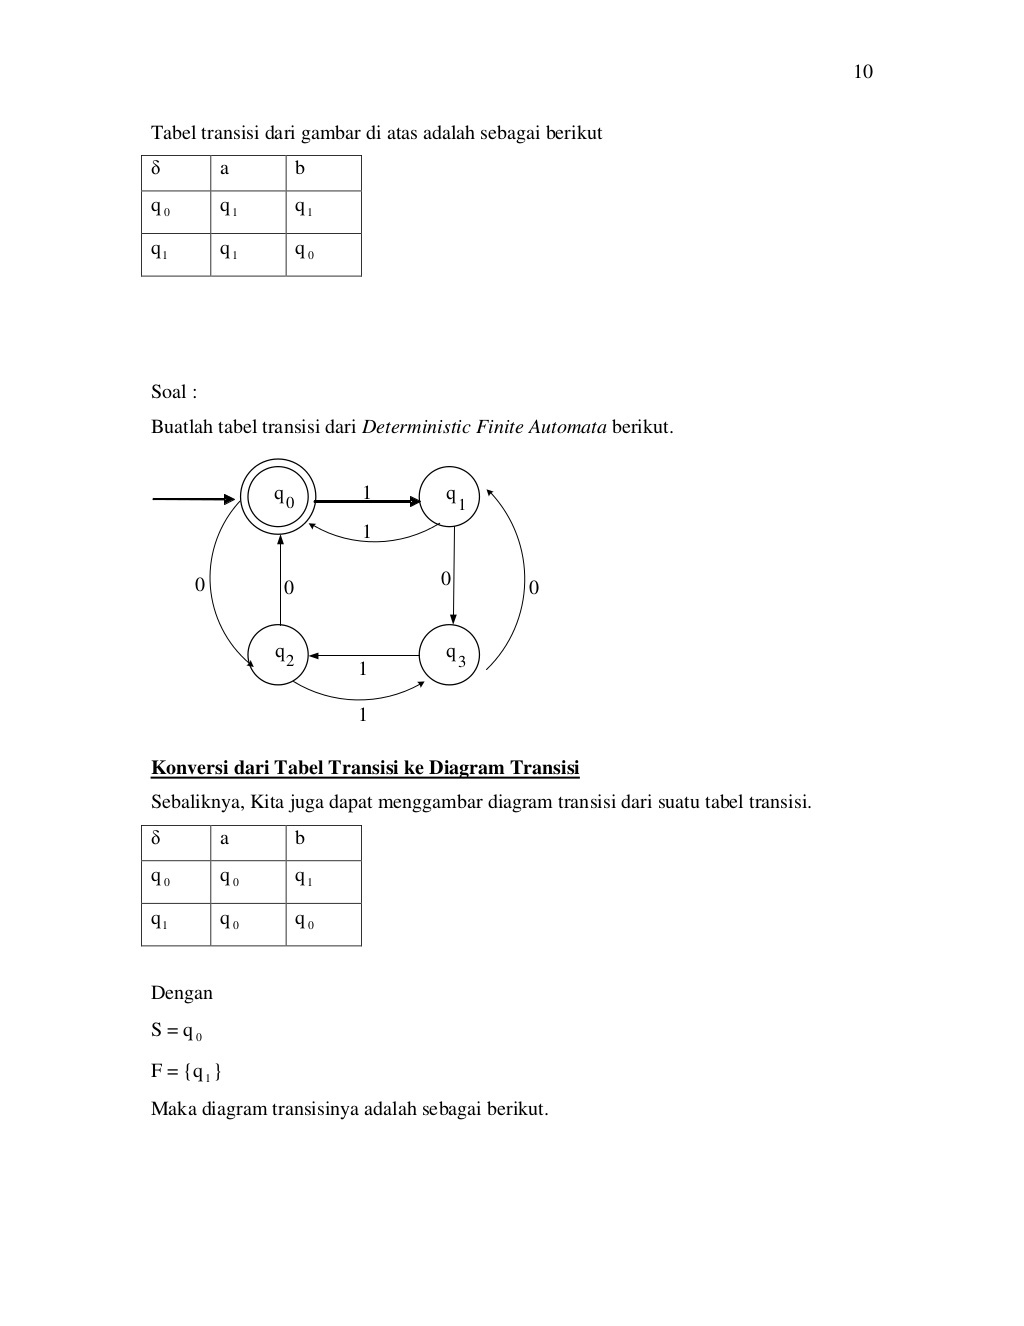 10
Tabel transisi dari gambar di atas adalah sebagai berikut
δ a b
q0 q1 q1
q1 q1 q0
Soal :
Buatlah tabel transisi dari Deterministic Finite Automata berikut.
q0 1 q1
1
0 0 0 0
q2 1 q3
1
Konversi dari Tabel Transisi ke Diagram Transisi
Sebaliknya, Kita juga dapat menggambar diagram transisi dari suatu tabel transisi.
δ a b
q0 q0 q1
q1 q0 q0
Dengan
S = q0
F = {q1}
Maka diagram transisinya adalah sebagai berikut.